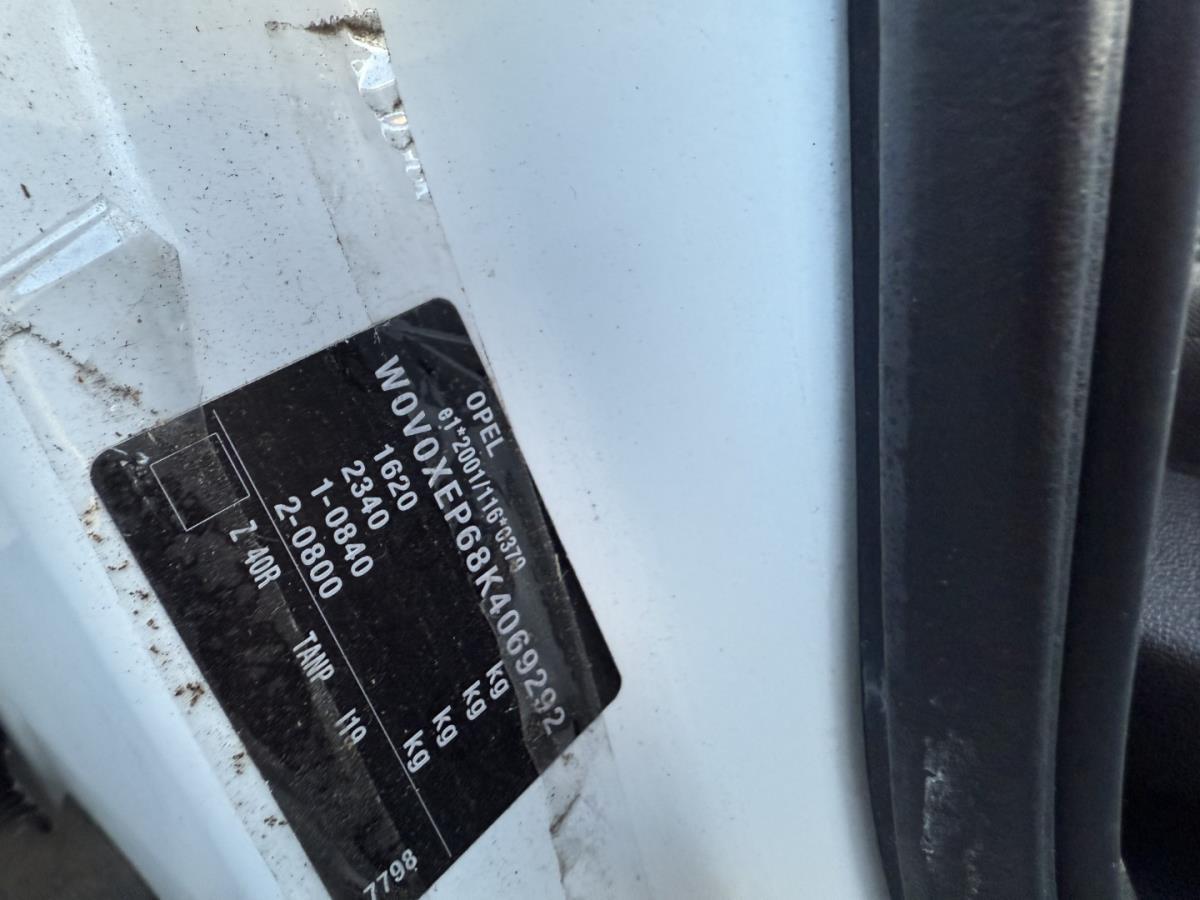 OPEL
e1*2001/116*0379
W0V0XEP68K4069292
1620 kg
2340 kg
1-0840 kg
2-0800 kg
Z 40R TANP I19 7798